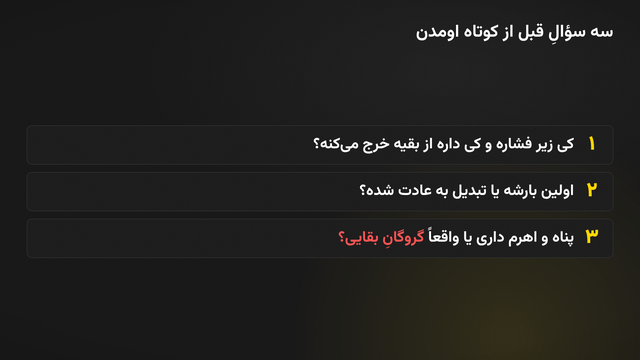 سه سؤالِ قبل از کوتاه اومدن
۱ کی زیر فشاره و کی داره از بقیه خرج می‌کنه؟
۲ اولین بارشه یا تبدیل به عادت شده؟
۳ پناه و اهرم داری یا واقعاً گروگانِ بقایی؟